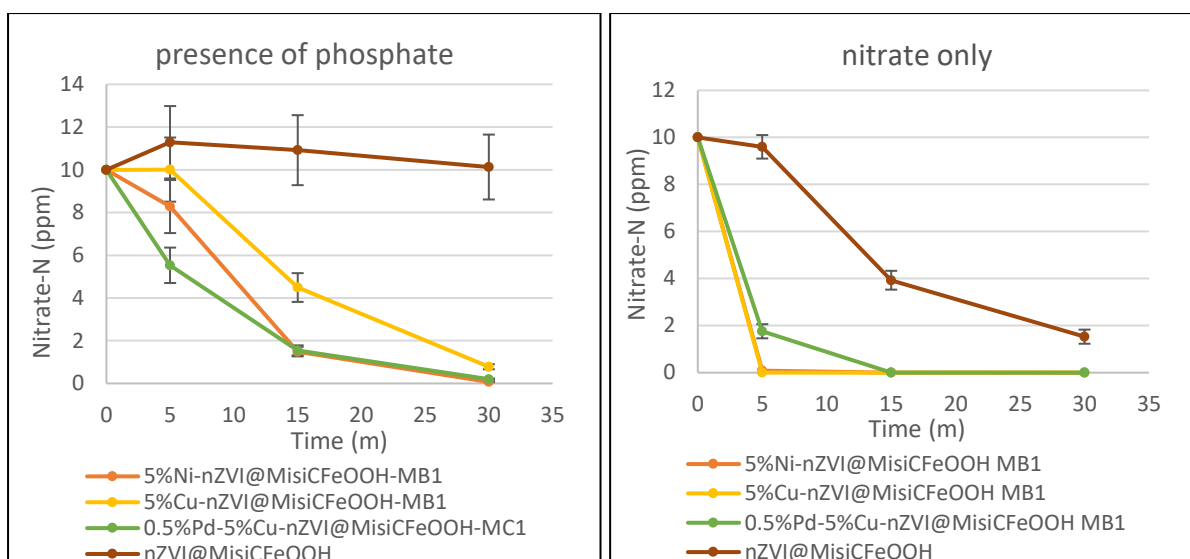 presence of phosphate
14
12
10
8
6
4
2
0
Nitrate-N (ppm)
0 5 10 15 20 25 30 35
Time (m)
5%Ni-nZVI@MisiCFeOOH-MB1
5%Cu-nZVI@MisiCFeOOH-MB1
0.5%Pd-5%Cu-nZVI@MisiCFeOOH-MC1
nZVI@MisiCFeOOH
nitrate only
12
10
8
6
4
2
0
Nitrate-N (ppm)
0 5 10 15 20 25 30 35
Time (m)
5%Ni-nZVI@MisiCFeOOH MB1
5%Cu-nZVI@MisiCFeOOH MB1
0.5%Pd-5%Cu-nZVI@MisiCFeOOH MB1
nZVI@MisiCFeOOH